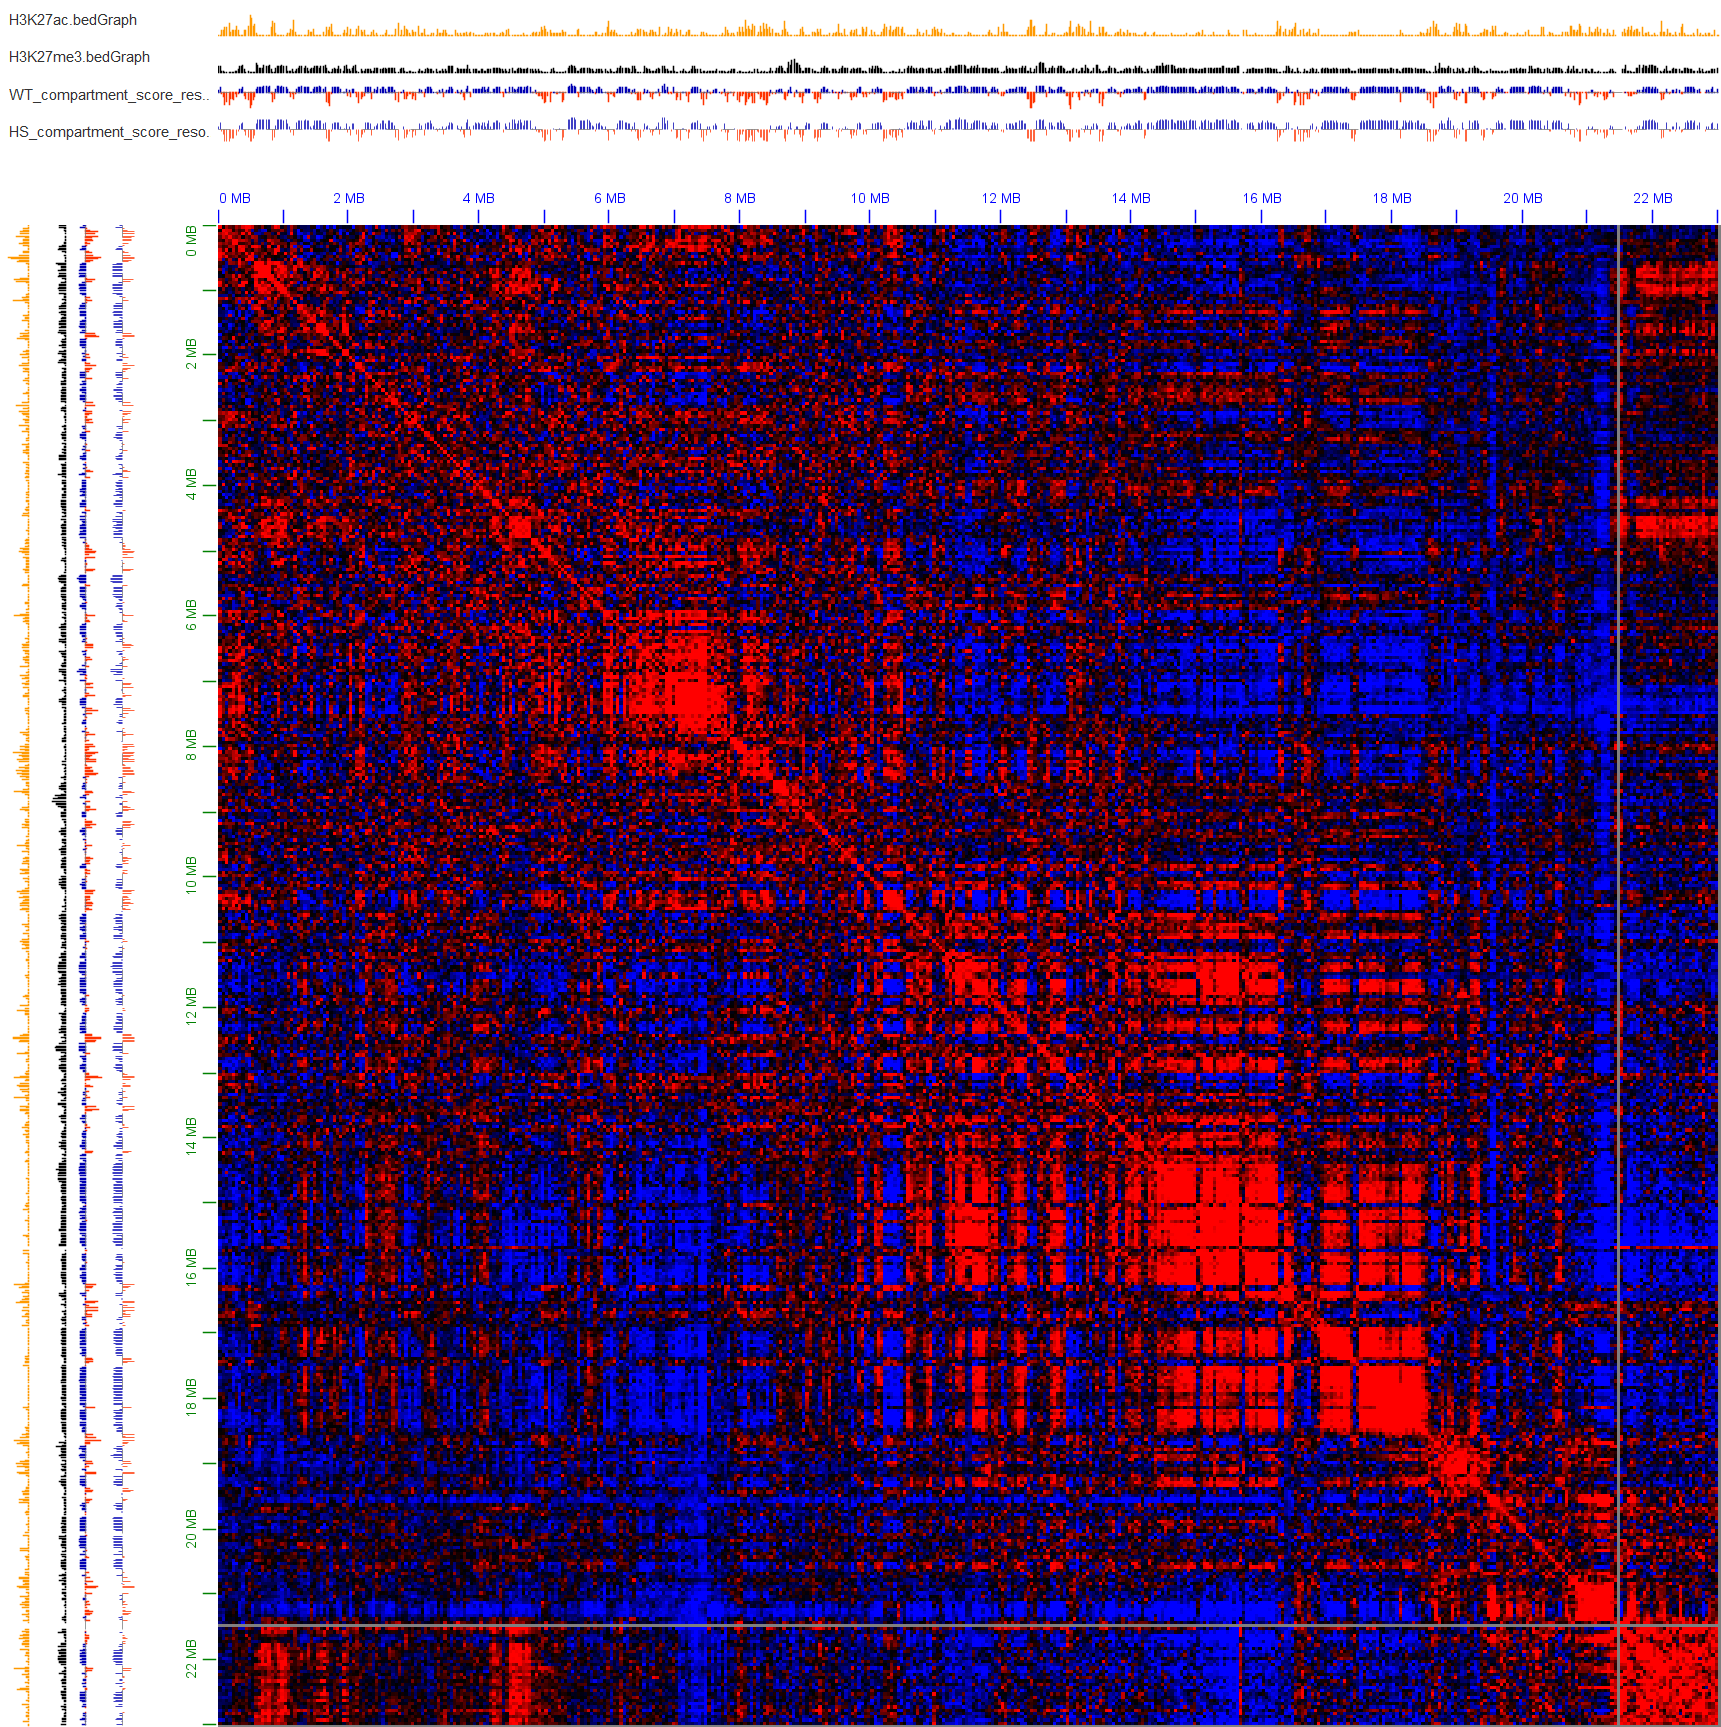 H3K27ac.bedGraph
H3K27me3.bedGraph
WT_compartment_score_res..
HS_compartment_score_reso.
0 MB 2 MB 4 MB 6 MB 8 MB 10 MB 12 MB 14 MB 16 MB 18 MB 20 MB 22 MB
0 MB
2 MB
4 MB
6 MB
8 MB
10 MB
12 MB
14 MB
16 MB
18 MB
20 MB
22 MB